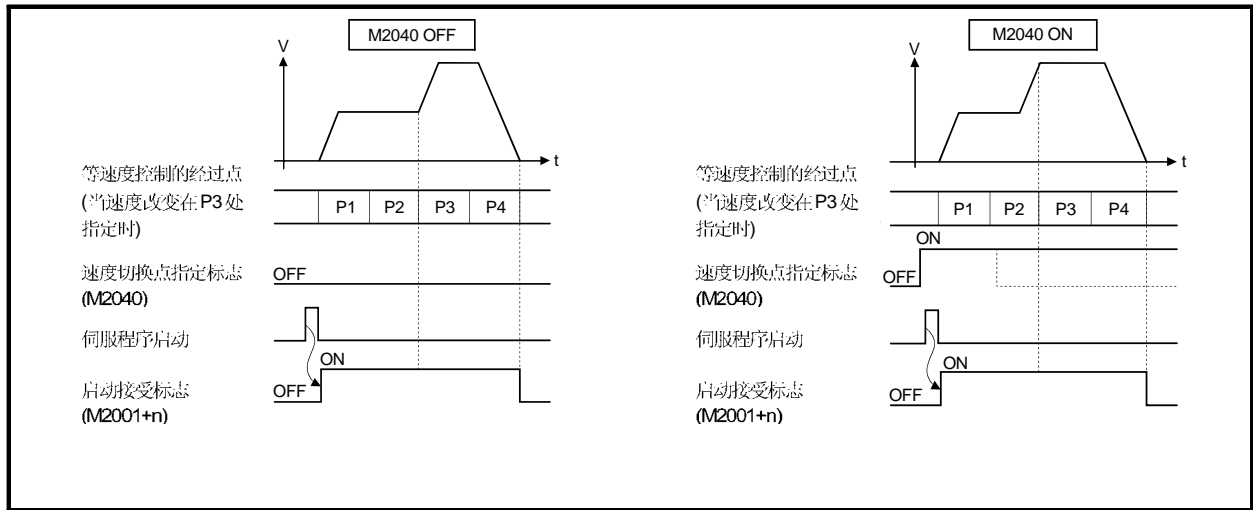 M2040 OFF
V
t
等速度控制的经过点
(当速度改变在P3处
指定时)
P1 P2 P3 P4
速度切换点指定标志
(M2040)
OFF
伺服程序启动
启动接受标志
(M2001+n)
ON
OFF
M2040 ON
V
t
等速度控制的经过点
(当速度改变在P3处
指定时)
P1 P2 P3 P4
ON
速度切换点指定标志
(M2040)
OFF
伺服程序启动
启动接受标志
(M2001+n)
ON
OFF